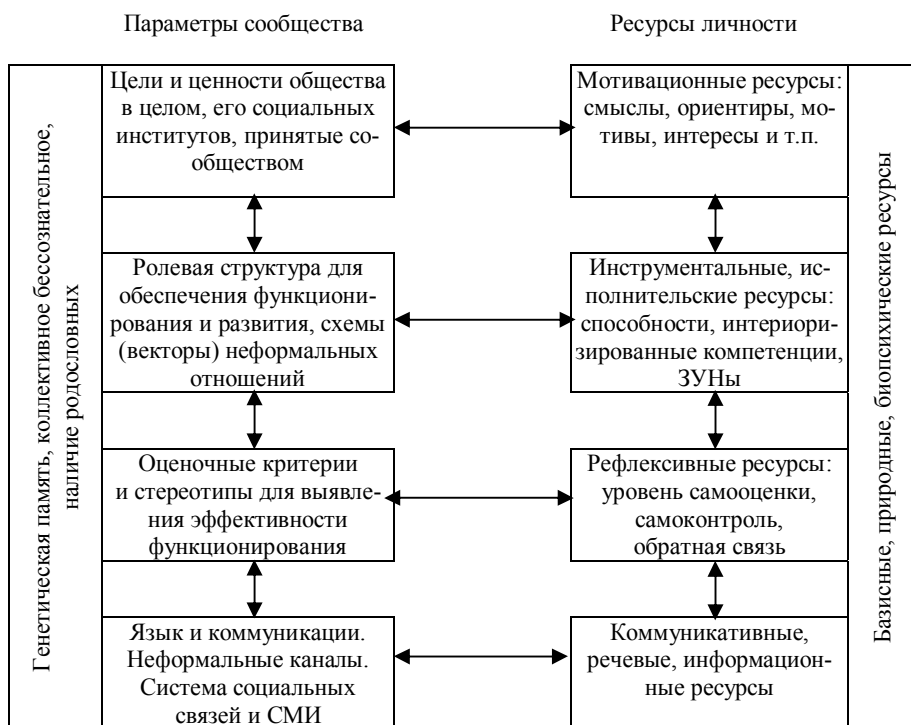 Параметры сообщества
Ресурсы личности
Генетическая память, коллективное бессознательное,
наличие родословных
Цели и ценности общества
в целом, его социальных
институтов, принятые со-
обществом
Мотивационные ресурсы:
смыслы, ориентиры, мо-
тивы, интересы и т.п.
Ролевая структура для
обеспечения функциони-
рования и развития, схемы
(векторы) неформальных
отношений
Инструментальные, ис-
полнительские ресурсы:
способности, интериори-
зированные компетенции,
ЗУНы
Оценочные критерии
и стереотипы для выявле-
ния эффективности
функционирования
Рефлексивные ресурсы:
уровень самооценки,
самоконтроль,
обратная связь
Язык и коммуникации.
Неформальные каналы.
Система социальных
связей и СМИ
Коммуникативные,
речевые, информацион-
ные ресурсы
Базисные, природные, биопсихические ресурсы